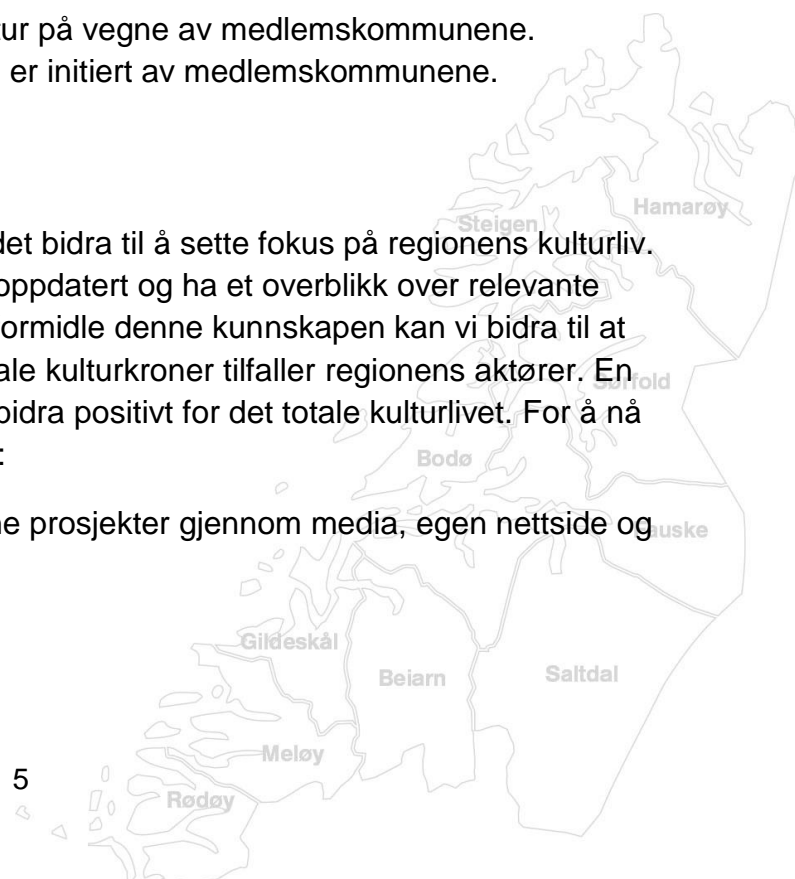 tur på vegne av medlemskommunene.
er initiert av medlemskommunene.
Hamarøy
Steigen
det bidra til å sette fokus på regionens kulturliv.
oppdatert og ha et overblikk over relevante
ormidle denne kunnskapen kan vi bidra til at
ale kulturkroner tilfaller regionens aktører. En
fold
bidra positivt for det totale kulturlivet. For å nå
:
Bodø
ne prosjekter gjennom media, egen nettside og
auske
Gildeskål
Beiarn
Saltdal
Meløy
5
Rødøy